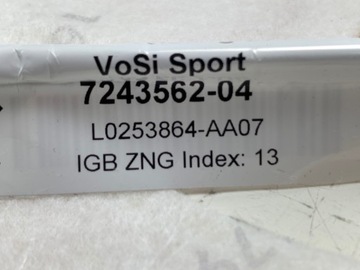 VoSi Sport
7243562-04
L0253864-AA07
IGB ZNG Index: 13